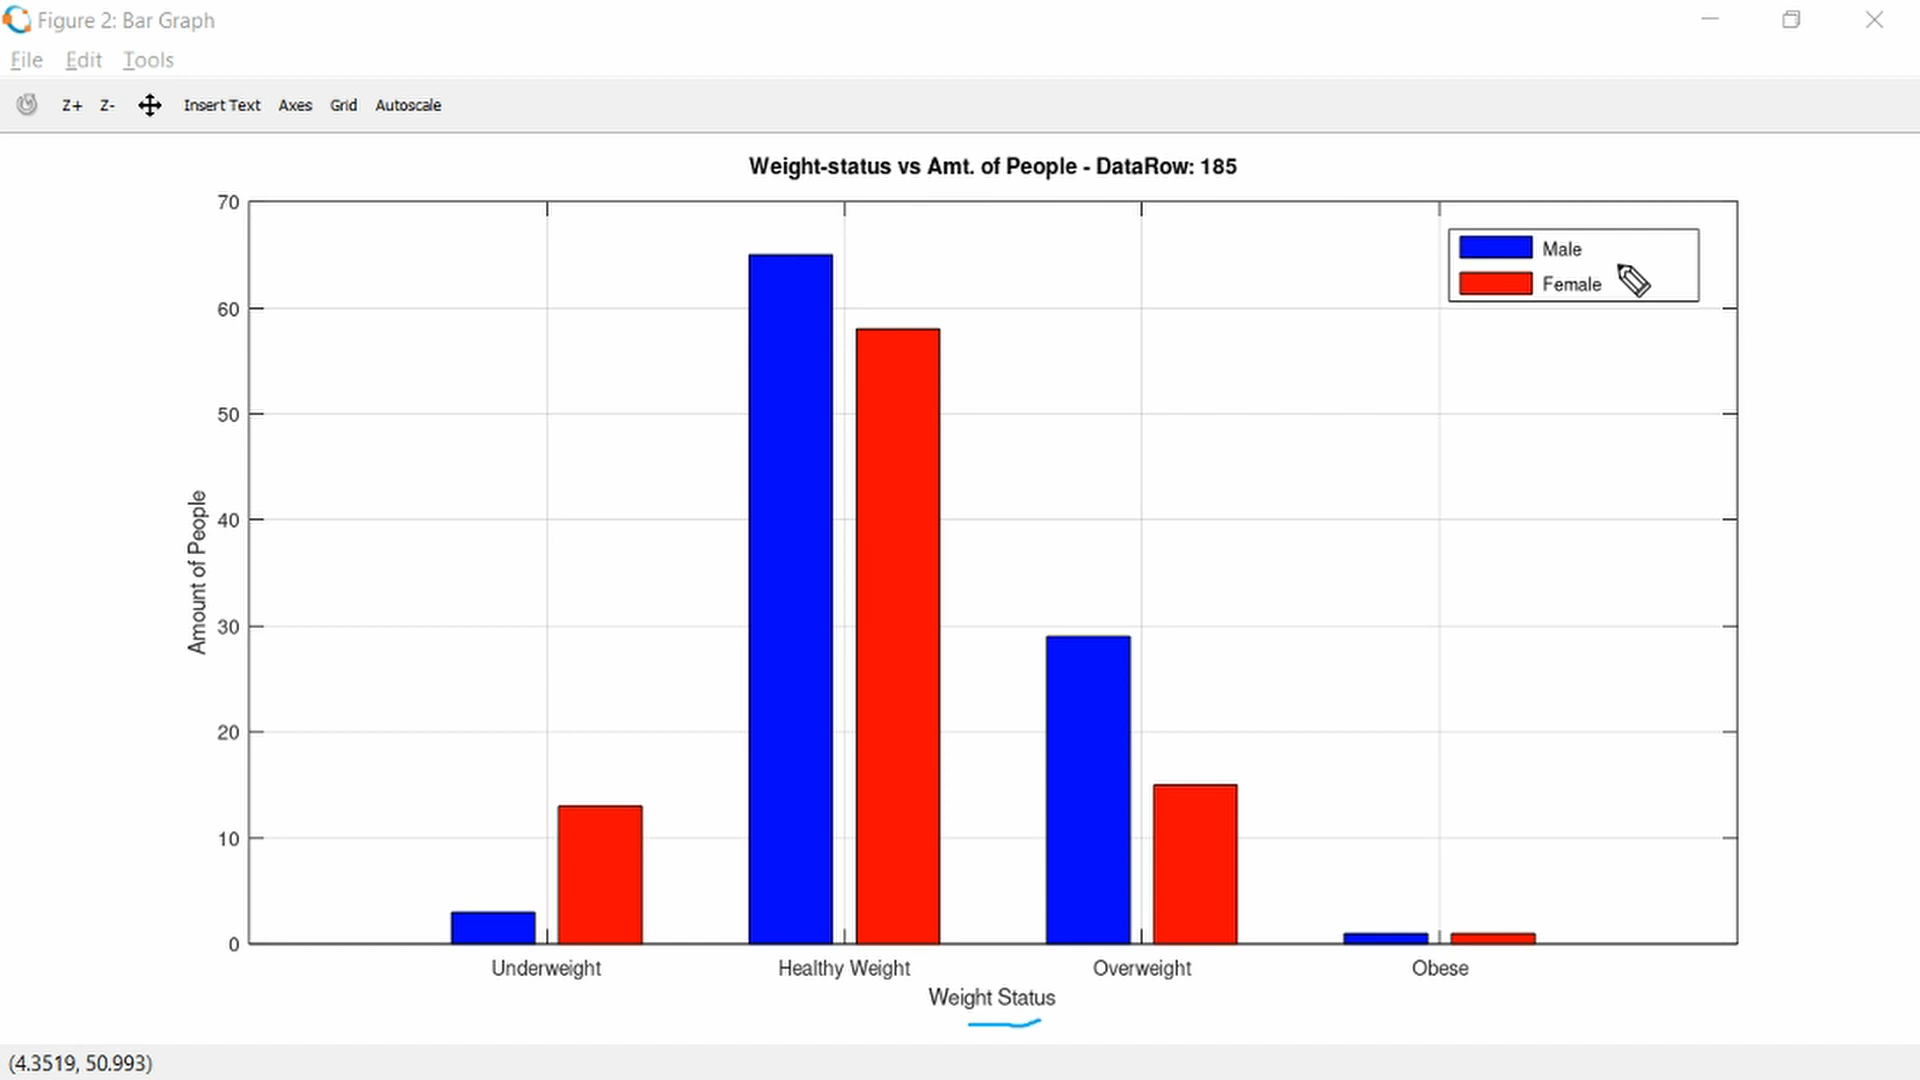 Figure 2: Bar Graph
File Edit Tools
Z+ Z- Insert Text Axes Grid Autoscale
Weight-status vs Amt. of People - DataRow: 185
70
60
50
40
30
20
10
0
Amount of People
Male
Female
Underweight Healthy Weight Overweight Obese
Weight Status
(4.3519, 50.993)